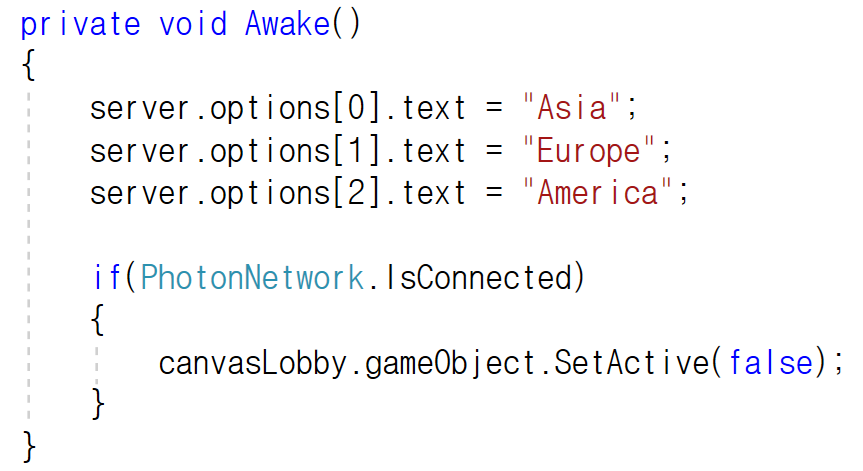 private void Awake()
{
    server.options[0].text = "Asia";
    server.options[1].text = "Europe";
    server.options[2].text = "America";

    if(PhotonNetwork.IsConnected)
    {
        canvasLobby.gameObject.SetActive(false);
    }
}